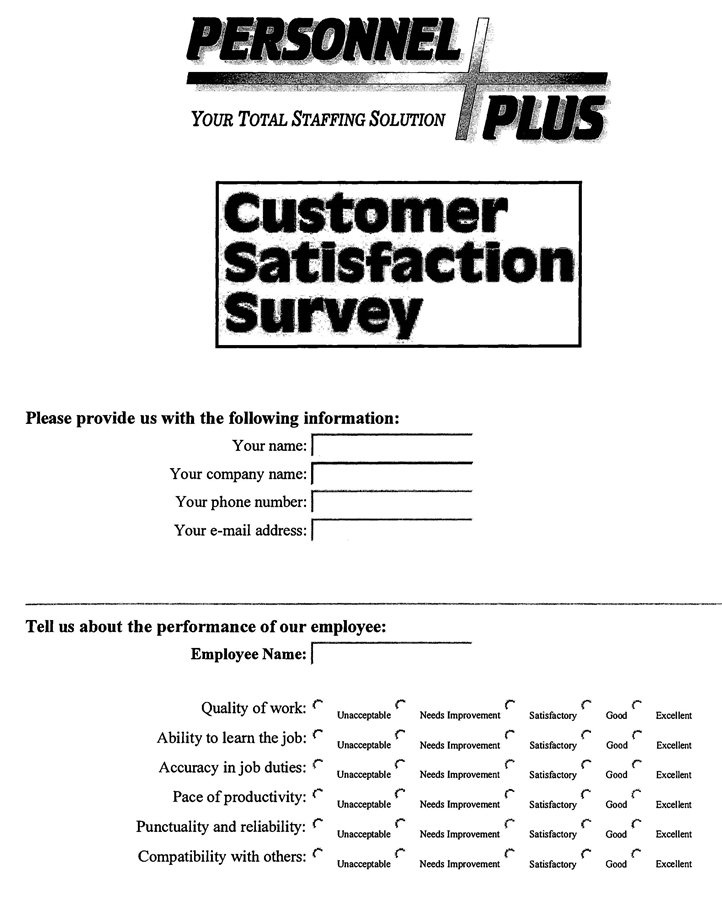 PERSONNEL
PLUS
YOUR TOTAL STAFFING SOLUTION
Customer
Satisfaction
Survey
Please provide us with the following information:
Your name:
Your company name:
Your phone number:
Your e-mail address:
Tell us about the performance of our employee:
Employee Name:
Quality of work: Unacceptable Needs Improvement Satisfactory Good Excellent
Ability to learn the job: Unacceptable Needs Improvement Satisfactory Good Excellent
Accuracy in job duties: Unacceptable Needs Improvement Satisfactory Good Excellent
Pace of productivity: Unacceptable Needs Improvement Satisfactory Good Excellent
Punctuality and reliability: Unacceptable Needs Improvement Satisfactory Good Excellent
Compatibility with others: Unacceptable Needs Improvement Satisfactory Good Excellent